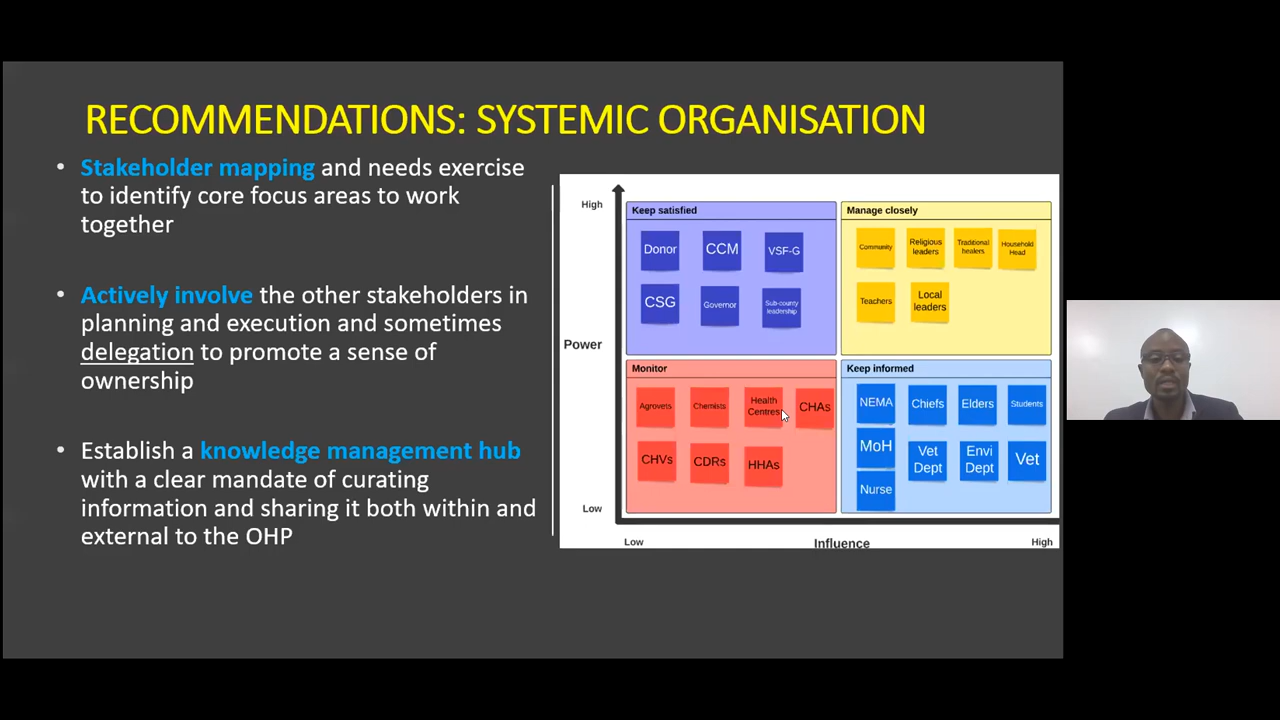 RECOMMENDATIONS: SYSTEMIC ORGANISATION
• Stakeholder mapping and needs exercise
to identify core focus areas to work
together
• Actively involve the other stakeholders in
planning and execution and sometimes
delegation to promote a sense of
ownership
• Establish a knowledge management hub
with a clear mandate of curating
information and sharing it both within and
external to the OHP
High
Power
Low
Keep satisfied
Donor
CCM
VSF-G
CSG
Governor
Sub-county
leadership
Manage closely
Community
Religious
leaders
Traditional
healers
Household
Head
Teachers
Local
leaders
Monitor
Agrovets
Chemists
Health
Centres
CHAs
CHVs
CDRs
HHAs
Keep informed
NEMA
Chiefs
Elders
Students
MoH
Vet
Dept
Envi
Dept
Vet
Nurse
Low
Influence
High